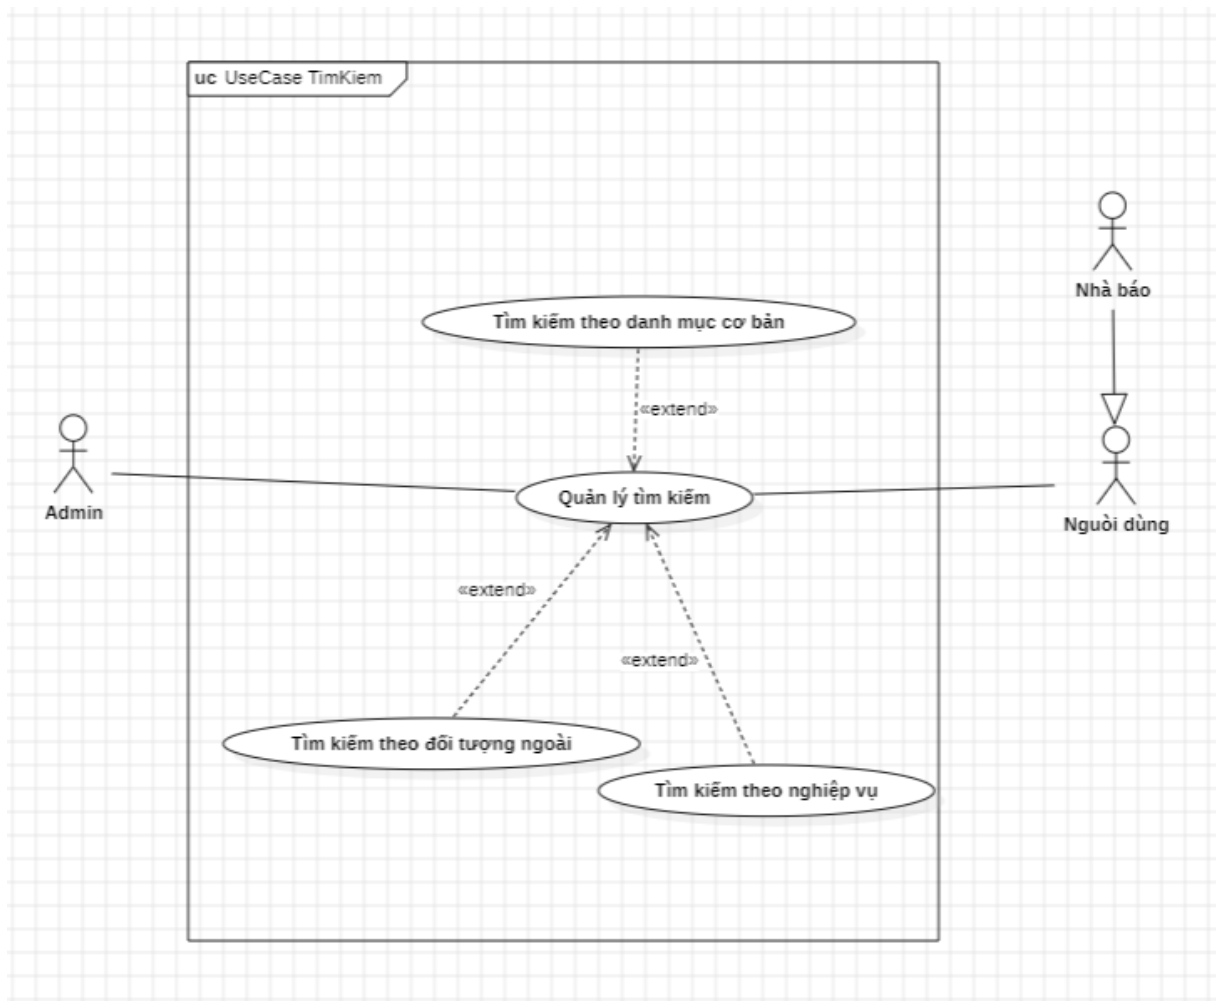 uc UseCase TimKiem
Nhà báo
Tìm kiếm theo danh mục cơ bản
«extend»
Admin
Quản lý tìm kiếm
Nguời dùng
«extend»
«extend»
Tìm kiếm theo đối tượng ngoài
Tìm kiếm theo nghiệp vụ